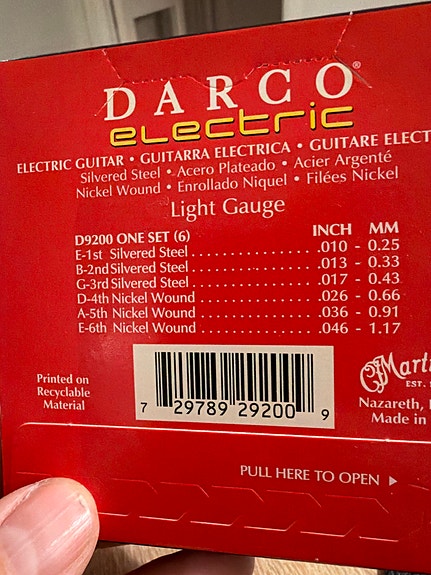 DARCO®
electric
ELECTRIC GUITAR • GUITARRA ELECTRICA • GUITARE ELECT
Silvered Steel • Acero Plateado • Acier Argenté
Nickel Wound • Enrollado Niquel • Filées Nickel
Light Gauge
D9200 ONE SET (6) INCH MM
E-1st Silvered Steel .010 - 0.25
B-2nd Silvered Steel .013 - 0.33
G-3rd Silvered Steel .017 - 0.43
D-4th Nickel Wound .026 - 0.66
A-5th Nickel Wound .036 - 0.91
E-6th Nickel Wound .046 - 1.17
Printed on
Recyclable
Material
7 29789 29200 9
CF Marti
EST.
Nazareth,
Made in
PULL HERE TO OPEN